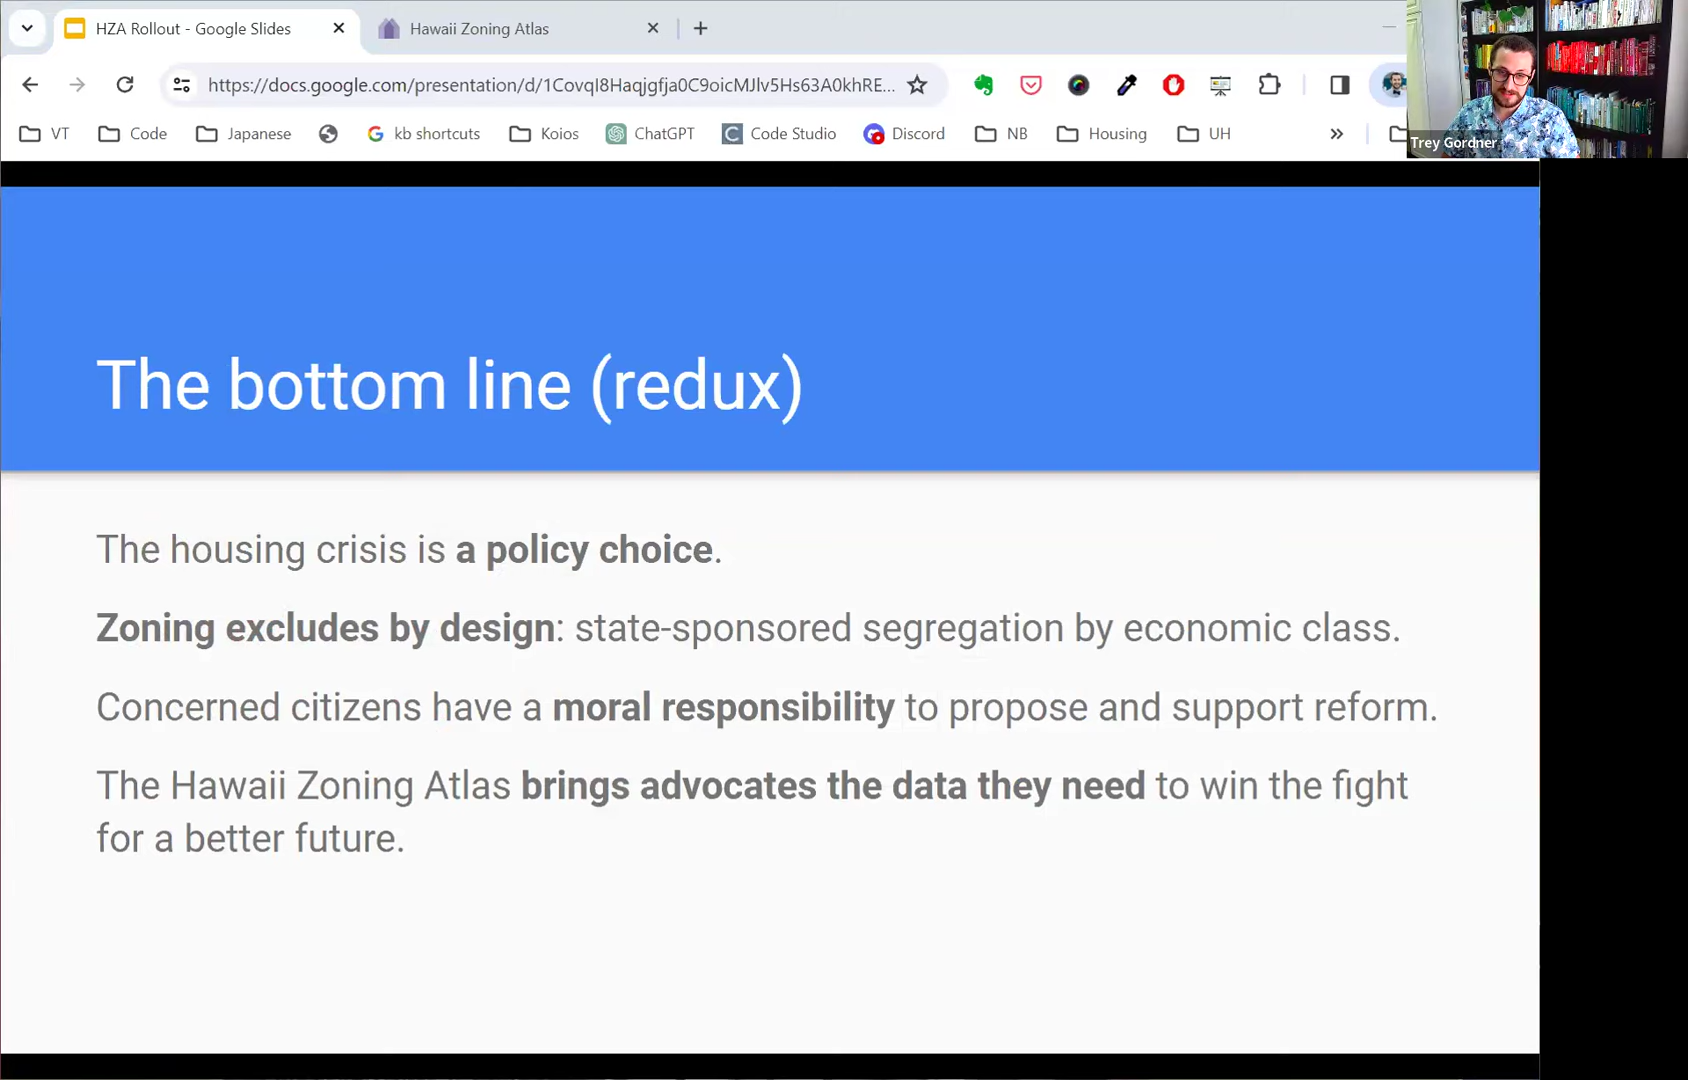 HZA Rollout - Google Slides
Hawaii Zoning Atlas
https://docs.google.com/presentation/d/1CovqI8Haqjgfja0C9oicMJlv5Hs63A0khRE...
VT
Code
Japanese
kb shortcuts
Koios
ChatGPT
Code Studio
Discord
NB
Housing
UH
Trey Gordner
The bottom line (redux)
The housing crisis is a policy choice.
Zoning excludes by design: state-sponsored segregation by economic class.
Concerned citizens have a moral responsibility to propose and support reform.
The Hawaii Zoning Atlas brings advocates the data they need to win the fight
for a better future.